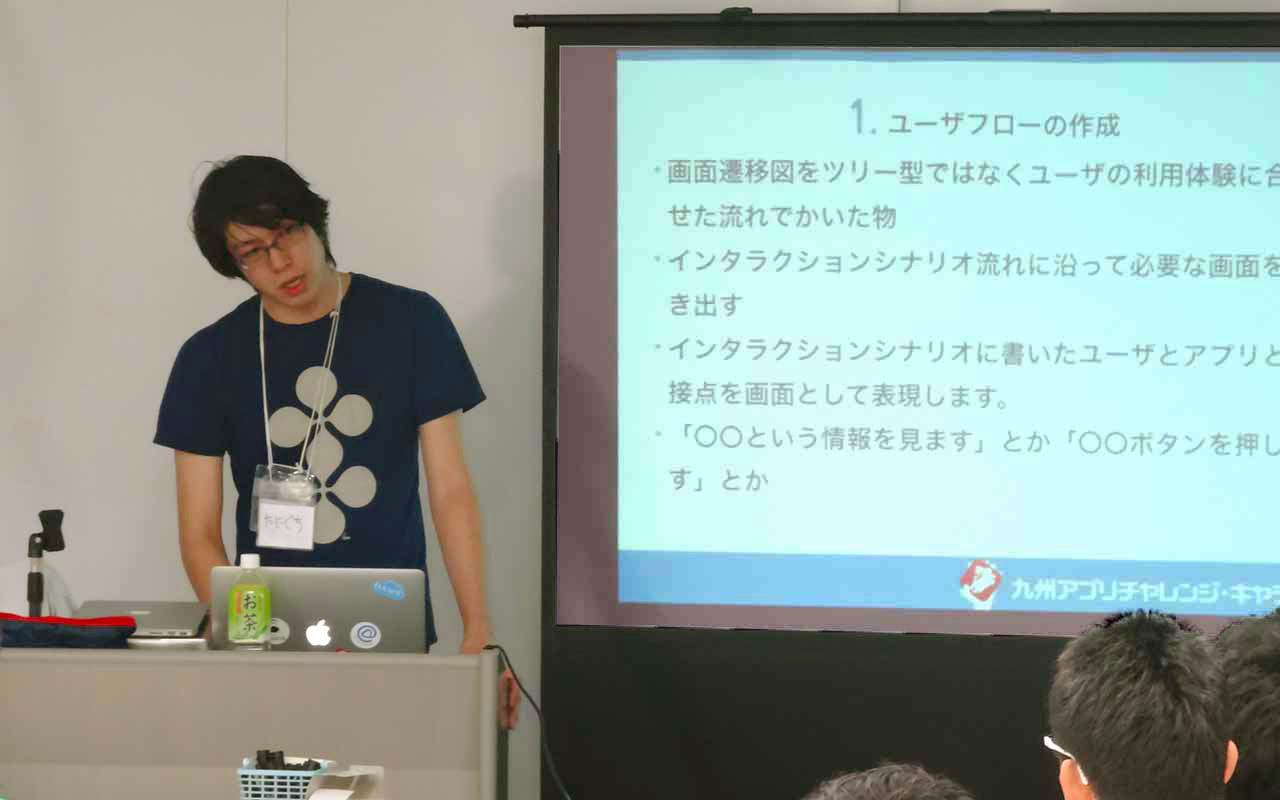 1. ユーザフローの作成
・画面遷移図をツリー型ではなくユーザの利用体験に合
せた流れでかいた物
・インタラクションシナリオ流れに沿って必要な画面を
き出す
・インタラクションシナリオに書いたユーザとアプリと
接点を画面として表現します。
・「〇〇という情報を見ます」とか「〇〇ボタンを押し
す」とか
九州アプリチャレンジ・キャ
たにぐち
お茶
@